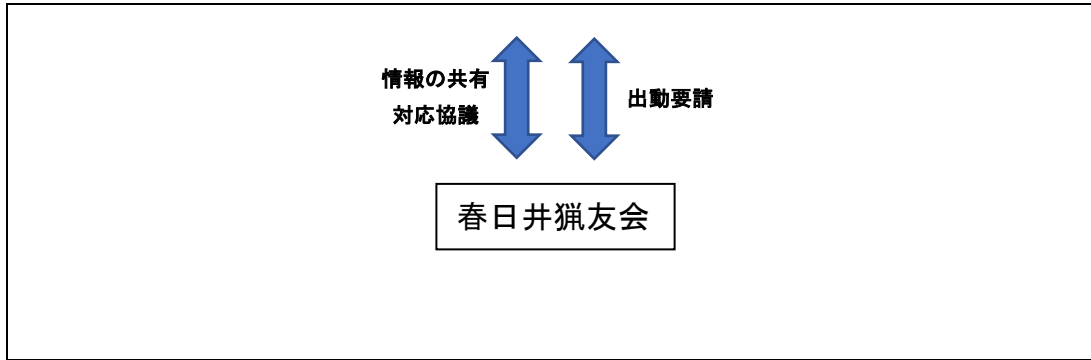 情報の共有
対応協議
出動要請
春日井猟友会